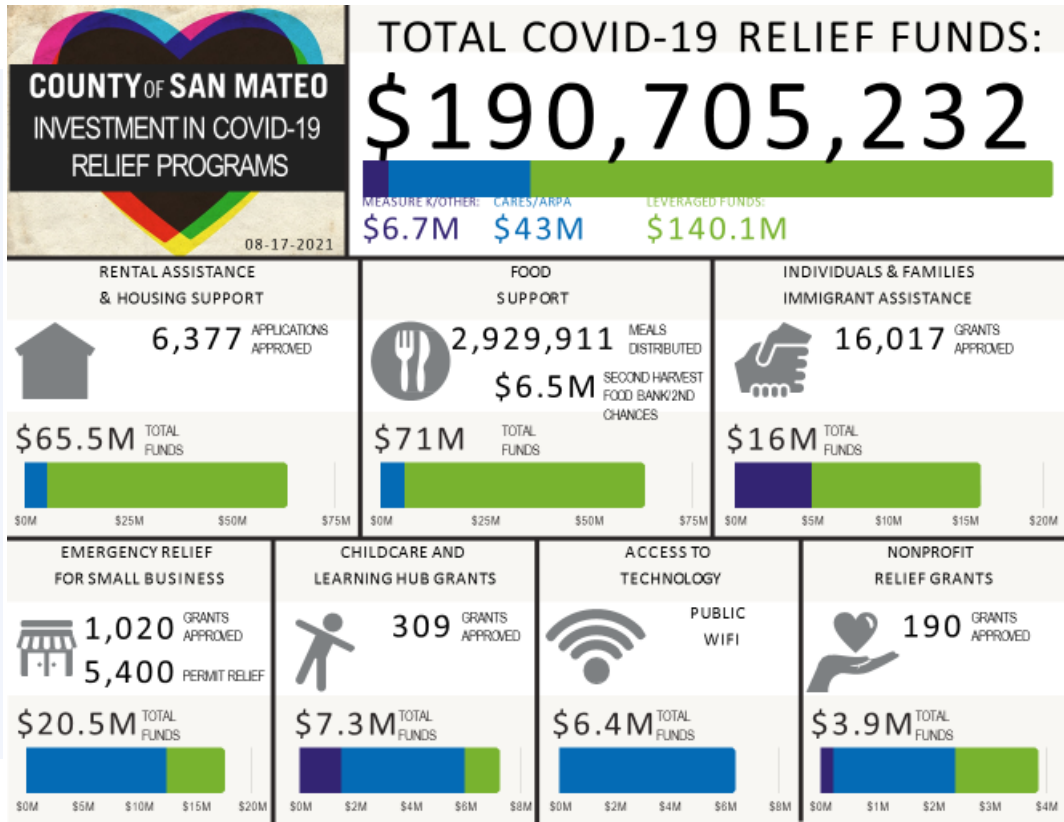 COUNTY OF SAN MATEO
INVESTMENT IN COVID-19
RELIEF PROGRAMS
08-17-2021
TOTAL COVID-19 RELIEF FUNDS:
$190,705,232
MEASURE K/OTHER: CARES/ARPA LEVERAGED FUNDS:
$6.7M $43M $140.1M
RENTAL ASSISTANCE
& HOUSING SUPPORT
6,377 APPLICATIONS
APPROVED
$65.5M TOTAL
FUNDS
$0M $25M $50M $75M
FOOD
SUPPORT
2,929,911 MEALS
DISTRIBUTED
$6.5M SECOND HARVEST
FOOD BANK/2ND
CHANCES
$71M TOTAL
FUNDS
$0M $25M $50M $75M
INDIVIDUALS & FAMILIES
IMMIGRANT ASSISTANCE
16,017 GRANTS
APPROVED
$16M TOTAL
FUNDS
$0M $5M $10M $15M $20M
EMERGENCY RELIEF
FOR SMALL BUSINESS
1,020 GRANTS
APPROVED
5,400 PERMIT RELIEF
$20.5M TOTAL
FUNDS
$0M $5M $10M $15M $20M
CHILDCARE AND
LEARNING HUB GRANTS
309 GRANTS
APPROVED
$7.3M TOTAL
FUNDS
$0M $2M $4M $6M $8M
ACCESS TO
TECHNOLOGY
PUBLIC
WIFI
$6.4M TOTAL
FUNDS
$0M $2M $4M $6M $8M
NONPROFIT
RELIEF GRANTS
190 GRANTS
APPROVED
$3.9M TOTAL
FUNDS
$0M $1M $2M $3M $4M